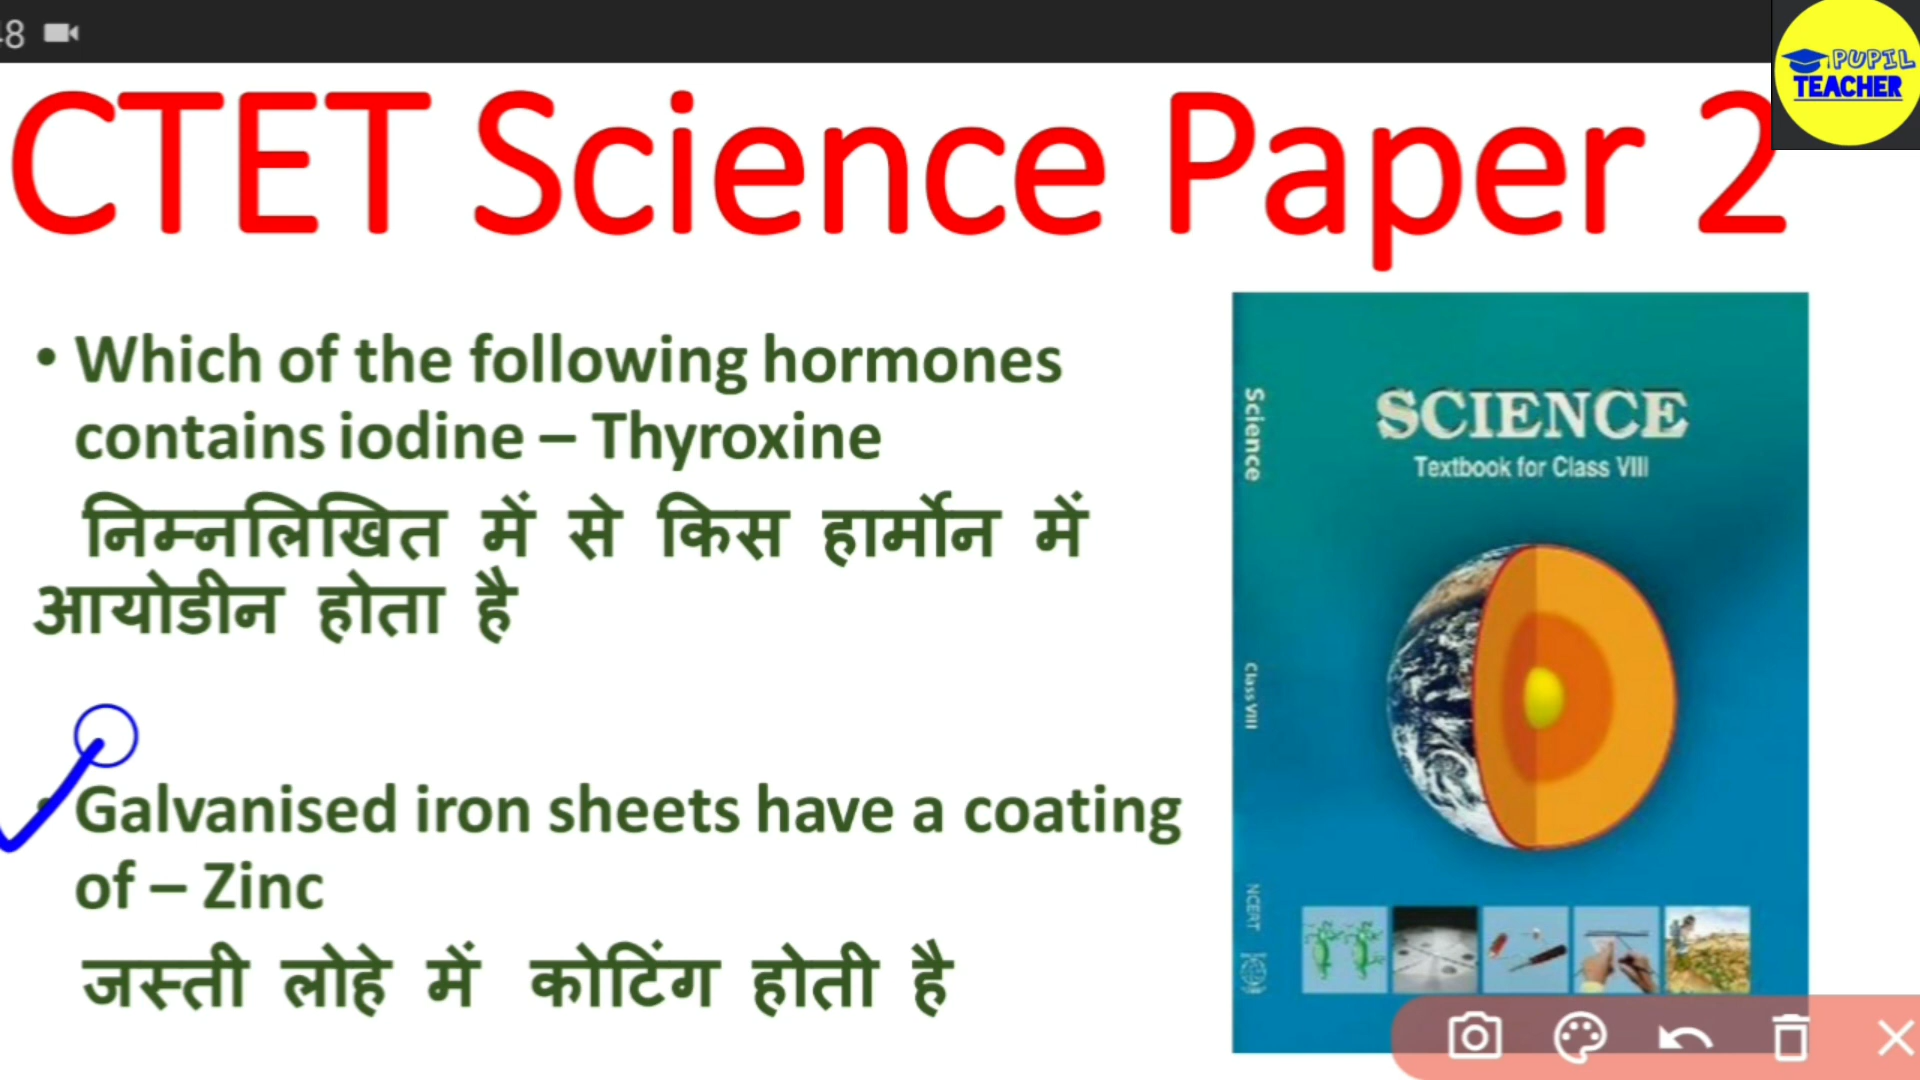 48
PUPIL
TEACHER
CTET Science Paper 2
• Which of the following hormones
contains iodine – Thyroxine
निम्नलिखित में से किस हार्मोन में
आयोडीन होता है
• Galvanised iron sheets have a coating
of – Zinc
जस्ती लोहे में कोटिंग होती है
SCIENCE
Textbook for Class VIII
Science
Class VIII
NCERT